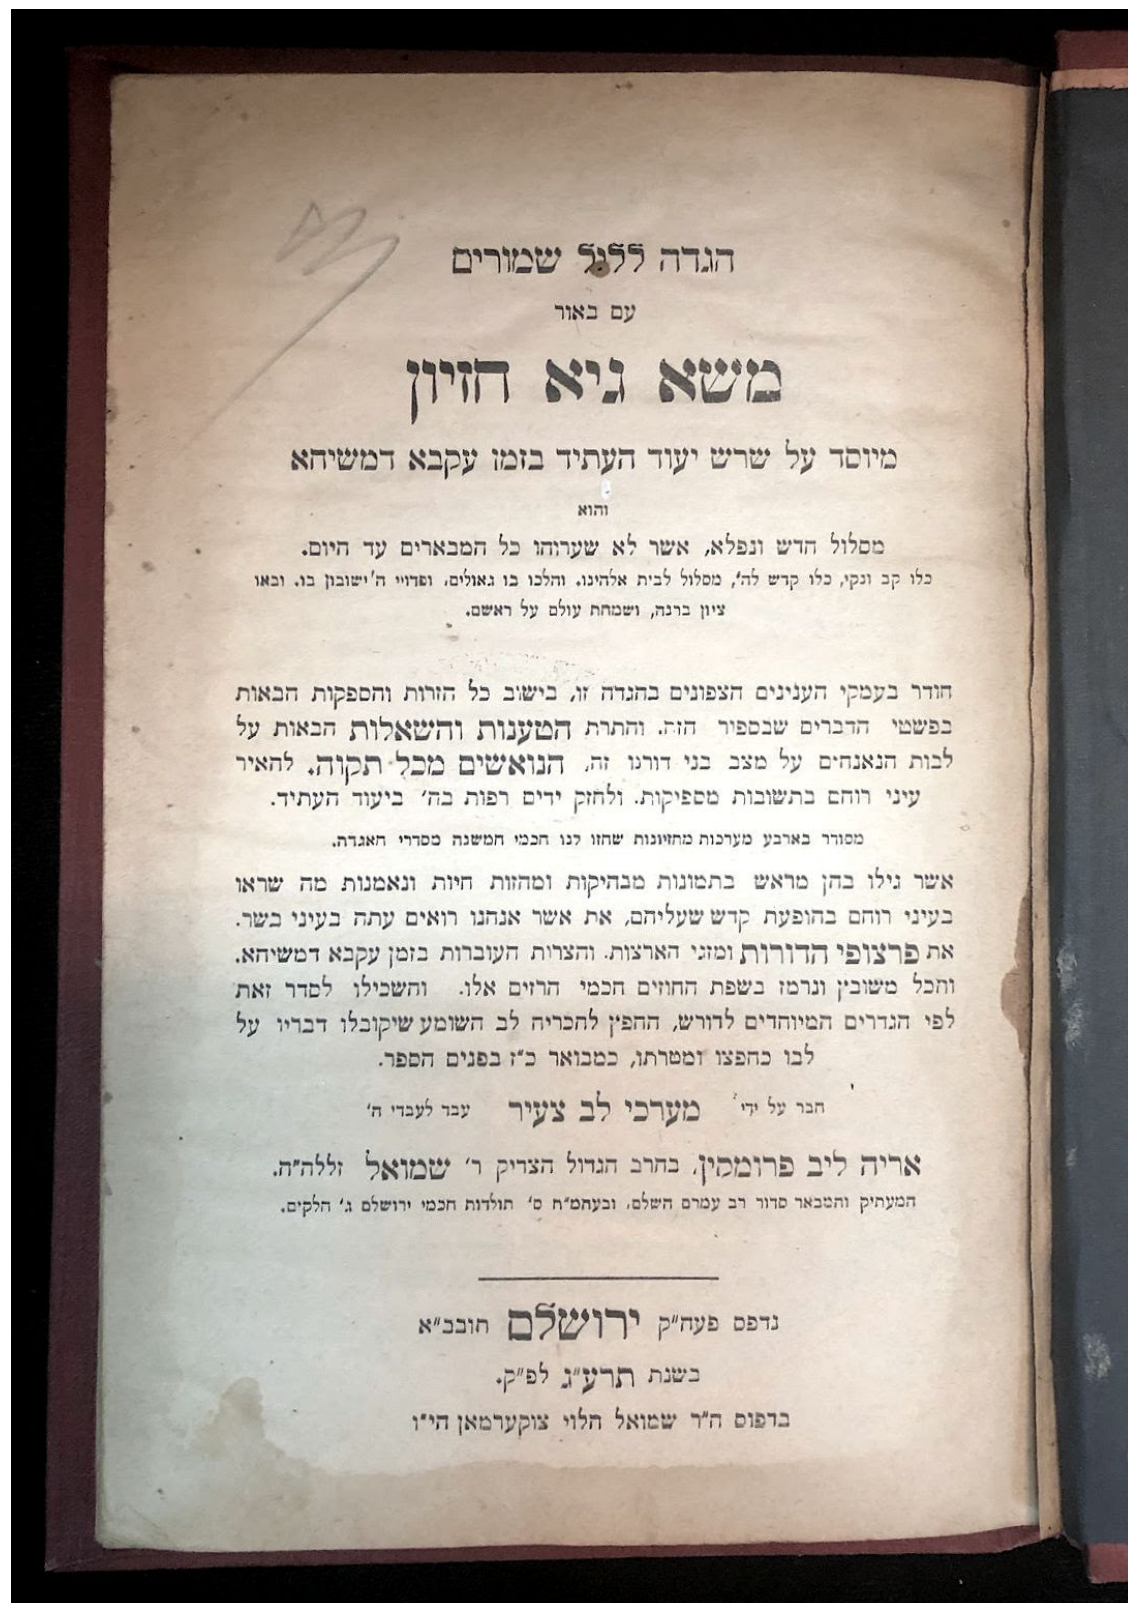 הגדה לליל שמורים
עם באור
משא גיא חזיון
מיוסד על שרש יעוד העתיד בזמן עקבא דמשיחא
והוא
מסלול חדש ונפלא, אשר לא שערוהו כל המבארים עד היום.
כלו קב ונקי, כלו קדש לה', מסלול לבית אלהינו. והלכו בו גאולים, ופדויי ה' ישובון בו. ובאו
ציון ברנה, ושמחת עולם על ראשם.
חודר בעמקי הענינים הצפונים בהגדה זו, בישוב כל הזרות והספקות הבאות
בפשטי הדברים שבספור הזה. והתרת הטענות והשאלות הבאות על
לבות הנאנחים על מצב בני דורנו זה, הנואשים מכל תקוה. להאיר
עיני רוחם בתשובות מספיקות. ולחזק ידים רפות בה' ביעוד העתיד.
מסודר בארבע מערכות מחזיונות שחזו לנו חכמי המשנה מסדרי האגדה.
אשר גילו בהן מראש בתמונות מבהיקות ומחזות חיות ונאמנות מה שראו
בעיני רוחם בהופעת קדש שעליהם, את אשר אנחנו רואים עתה בעיני בשר.
את פרצופי הדורות ומזגי הארצות. והצרות העוברות בזמן עקבא דמשיחא.
והכל משובץ ונרמז בשפת החוזים חכמי הרזים אלו. והשכילו לסדר זאת
לפי הגדרים המיוחדים לדורש, החפץ להכריח לב השומע שיקובלו דבריו על
לבו כחפצו ומטרתו, כמבואר כ"ז בפנים הספר.
חבר על ידי מערכי לב צעיר עבד לעבדי ה'
אריה ליב פרומקין, בהרב הגדול הצדיק ר' שמואל זללה"ה.
המעתיק והמבאר סדור רב עמרם השלם, ובעהמ"ח ס' תולדות חכמי ירושלם ג' חלקים.
נדפס פעה"ק ירושלם תובב"א
בשנת תרע"ג לפ"ק.
בדפוס ה"ר שמואל הלוי צוקערמאן הי"ו